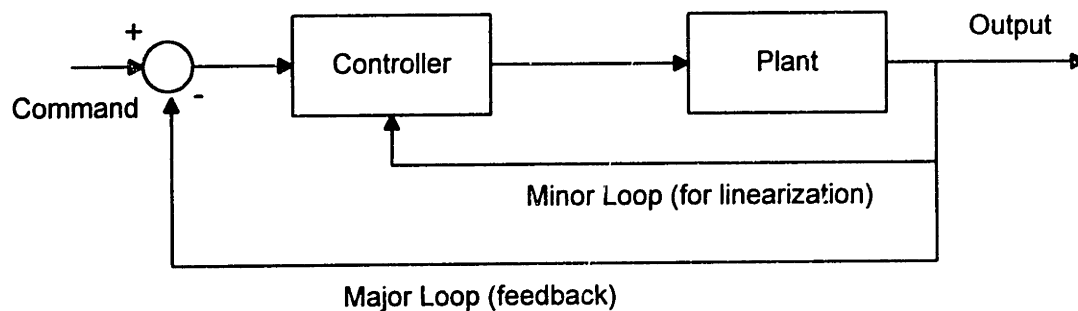 Output
+
Controller
Plant
-
Command
Minor Loop (for linearization)
Major Loop (feedback)